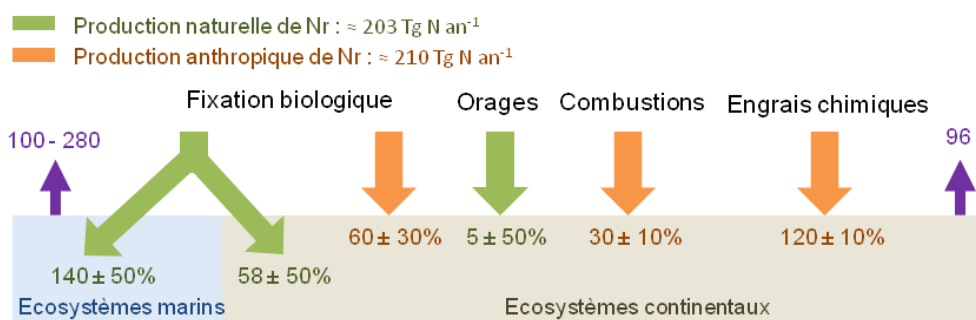 Production naturelle de Nr : ≈ 203 Tg N an⁻¹
Production anthropique de Nr : ≈ 210 Tg N an⁻¹
Fixation biologique
Orages
Combustions
Engrais chimiques
100 - 280
96
60 ± 30%
5 ± 50%
30 ± 10%
120 ± 10%
140 ± 50%
58 ± 50%
Ecosystèmes marins
Ecosystèmes continentaux